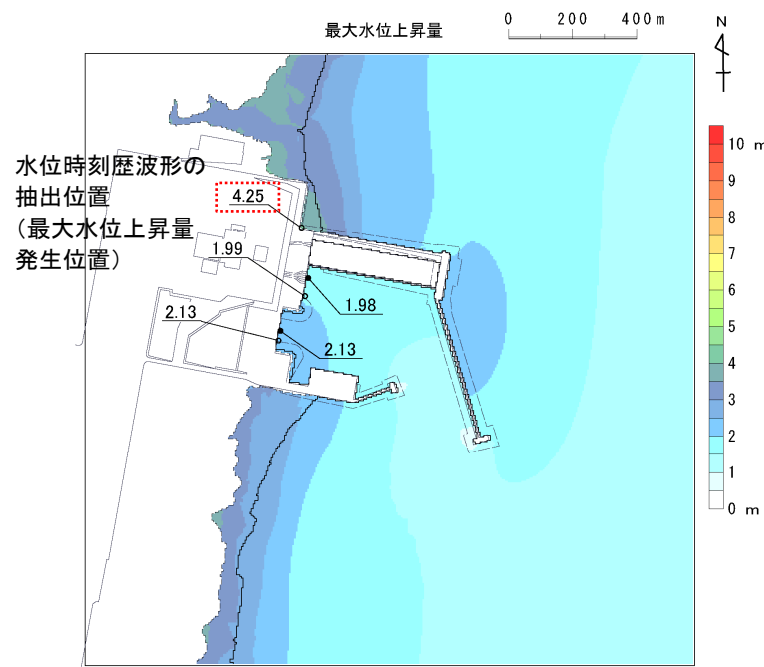 最大水位上昇量
0 200 400m
N
水位時刻歴波形の
抽出位置
（最大水位上昇量
発生位置）
4.25
1.99
1.98
2.13
2.13
10 m
9
8
7
6
5
4
3
2
1
0 m